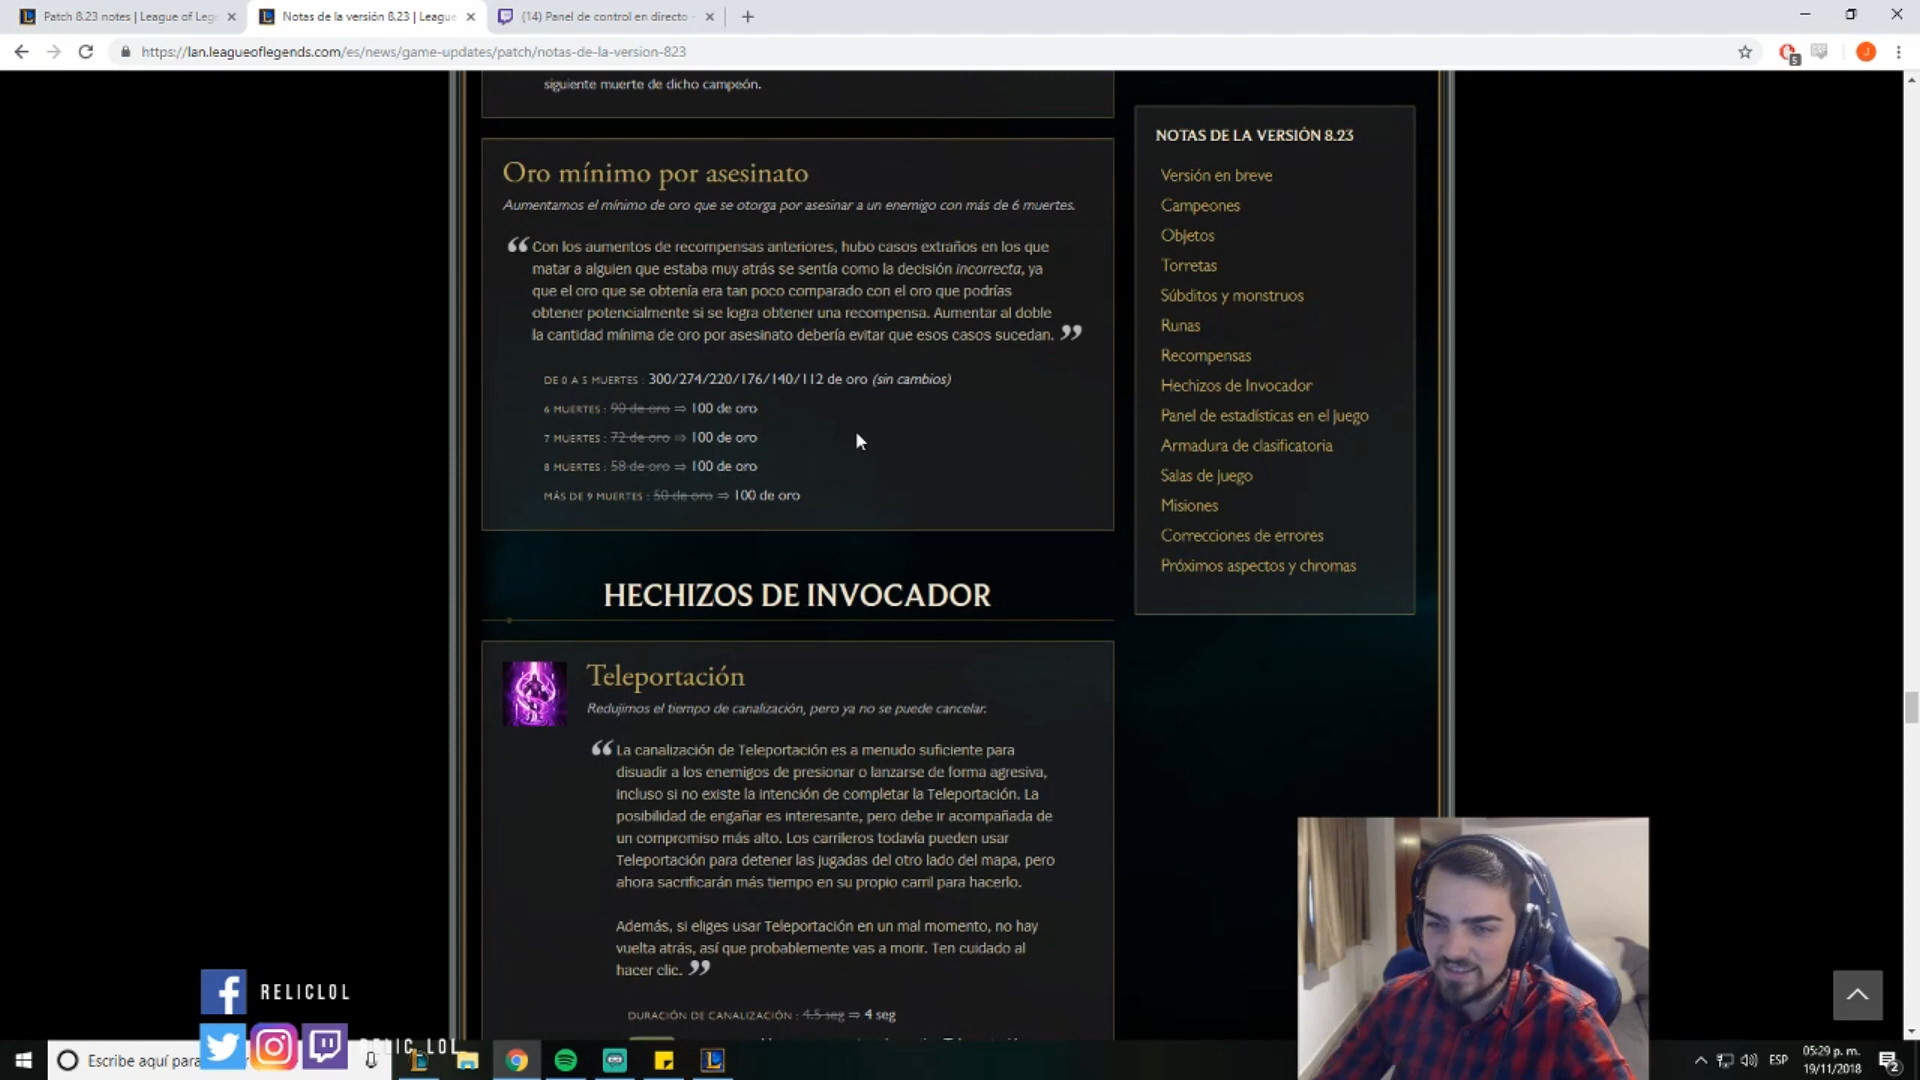 Patch 8.23 notes | League of Leg
Notas de la versión 8.23 | League
(14) Panel de control en directo
https://lan.leagueoflegends.com/es/news/game-updates/patch/notas-de-la-version-823
5
J
siguiente muerte de dicho campeón.
Oro mínimo por asesinato
Aumentamos el mínimo de oro que se otorga por asesinar a un enemigo con más de 6 muertes.
“Con los aumentos de recompensas anteriores, hubo casos extraños en los que
matar a alguien que estaba muy atrás se sentía como la decisión incorrecta, ya
que el oro que se obtenía era tan poco comparado con el oro que podrías
obtener potencialmente si se logra obtener una recompensa. Aumentar al doble
la cantidad mínima de oro por asesinato debería evitar que esos casos sucedan.”
DE 0 A 5 MUERTES : 300/274/220/176/140/112 de oro (sin cambios)
6 MUERTES : 90 de oro ⇒ 100 de oro
7 MUERTES : 72 de oro ⇒ 100 de oro
8 MUERTES : 58 de oro ⇒ 100 de oro
MÁS DE 9 MUERTES : 50 de oro ⇒ 100 de oro
HECHIZOS DE INVOCADOR
Teleportación
Redujimos el tiempo de canalización, pero ya no se puede cancelar.
“La canalización de Teleportación es a menudo suficiente para
disuadir a los enemigos de presionar o lanzarse de forma agresiva,
incluso si no existe la intención de completar la Teleportación. La
posibilidad de engañar es interesante, pero debe ir acompañada de
un compromiso más alto. Los carrileros todavía pueden usar
Teleportación para detener las jugadas del otro lado del mapa, pero
ahora sacrificarán más tiempo en su propio carril para hacerlo.
Además, si eliges usar Teleportación en un mal momento, no hay
vuelta atrás, así que probablemente vas a morir. Ten cuidado al
hacer clic.”
DURACIÓN DE CANALIZACIÓN : 4.5 seg ⇒ 4 seg
NOTAS DE LA VERSIÓN 8.23
Versión en breve
Campeones
Objetos
Torretas
Súbditos y monstruos
Runas
Recompensas
Hechizos de Invocador
Panel de estadísticas en el juego
Armadura de clasificatoria
Salas de juego
Misiones
Correcciones de errores
Próximos aspectos y chromas
RELICLOL
RELIC_LOL
Escribe aquí para
ESP
05:29 p. m.
19/11/2018
2